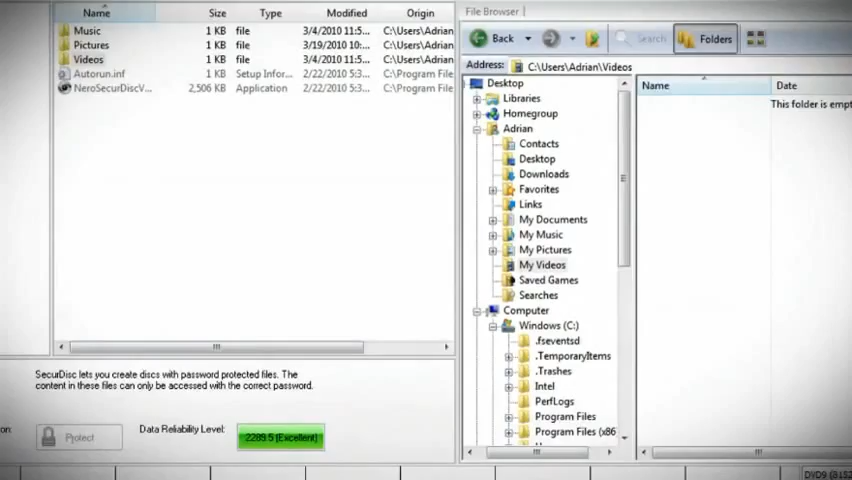 Name Size Type Modified Origin
Music 1 KB file 3/4/2010 11:5... C:\Users\Adrian
Pictures 1 KB file 3/19/2010 10:... C:\Users\Adrian
Videos 1 KB file 3/4/2010 11:5... C:\Users\Adrian
Autorun.inf 1 KB Setup Infor... 2/22/2010 5:3... C:\Program File
NeroSecurDiscV... 2,506 KB Application 2/22/2010 5:3... C:\Program File
SecurDisc lets you create discs with password protected files. The
content in these files can only be accessed with the correct password.
on: Protect Data Reliability Level: 2289.5 (Excellent)
File Browser
Back Search Folders
Address: C:\Users\Adrian\Videos
Desktop
Libraries
Homegroup
Adrian
Contacts
Desktop
Downloads
Favorites
Links
My Documents
My Music
My Pictures
My Videos
Saved Games
Searches
Computer
Windows (C:)
.fseventsd
.TemporaryItems
.Trashes
Intel
PerfLogs
Program Files
Program Files (x86
Name Date
This folder is empt
DVD9 (8152